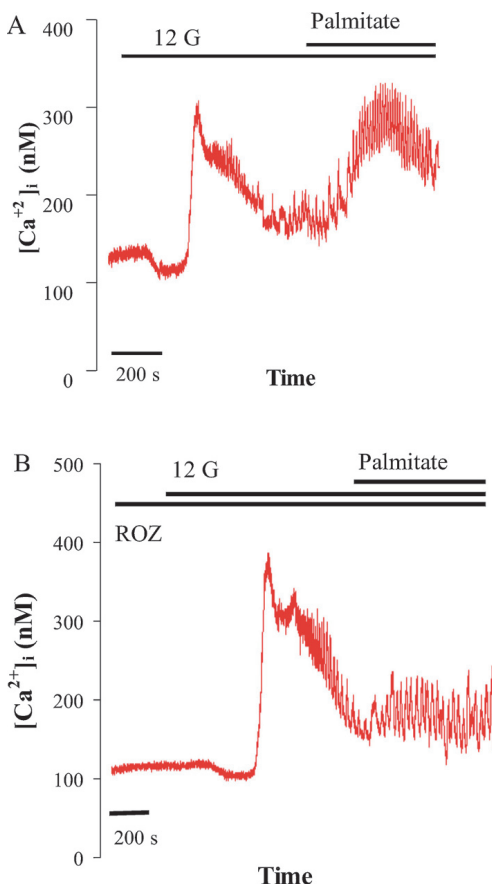 A
Palmitate
12 G
400
300
200
100
0
[Ca⁺²]ᵢ (nM)
200 s
Time
B
Palmitate
12 G
ROZ
500
400
300
200
100
0
[Ca²⁺]ᵢ (nM)
200 s
Time